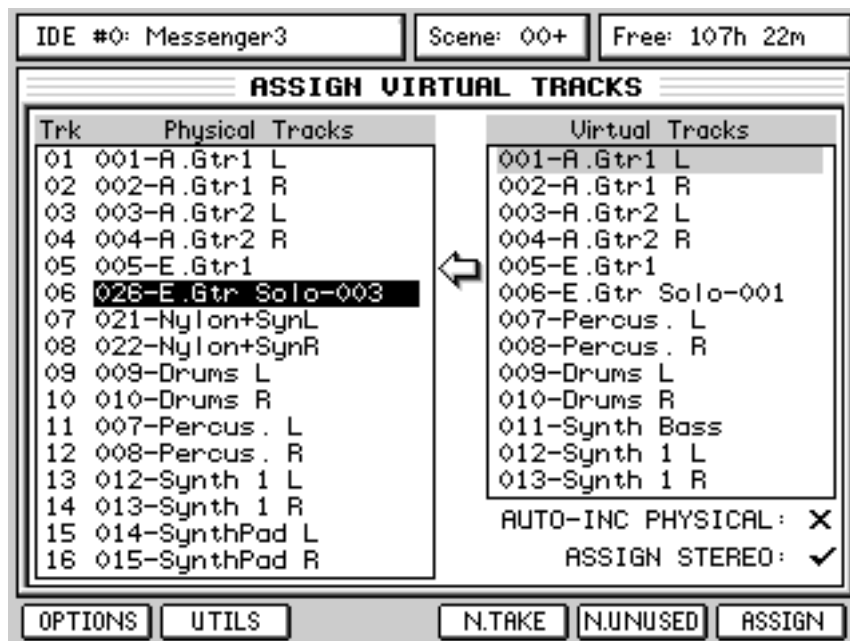 IDE #0: Messenger3
Scene: 00+
Free: 107h 22m
ASSIGN VIRTUAL TRACKS
Trk Physical Tracks
01 001-A.Gtr1 L
02 002-A.Gtr1 R
03 003-A.Gtr2 L
04 004-A.Gtr2 R
05 005-E.Gtr1
06 026-E.Gtr Solo-003
07 021-Nylon+SynL
08 022-Nylon+SynR
09 009-Drums L
10 010-Drums R
11 007-Percus. L
12 008-Percus. R
13 012-Synth 1 L
14 013-Synth 1 R
15 014-SynthPad L
16 015-SynthPad R
Virtual Tracks
001-A.Gtr1 L
002-A.Gtr1 R
003-A.Gtr2 L
004-A.Gtr2 R
005-E.Gtr1
006-E.Gtr Solo-001
007-Percus. L
008-Percus. R
009-Drums L
010-Drums R
011-Synth Bass
012-Synth 1 L
013-Synth 1 R
AUTO-INC PHYSICAL:
ASSIGN STEREO:
OPTIONS
UTILS
N.TAKE
N.UNUSED
ASSIGN